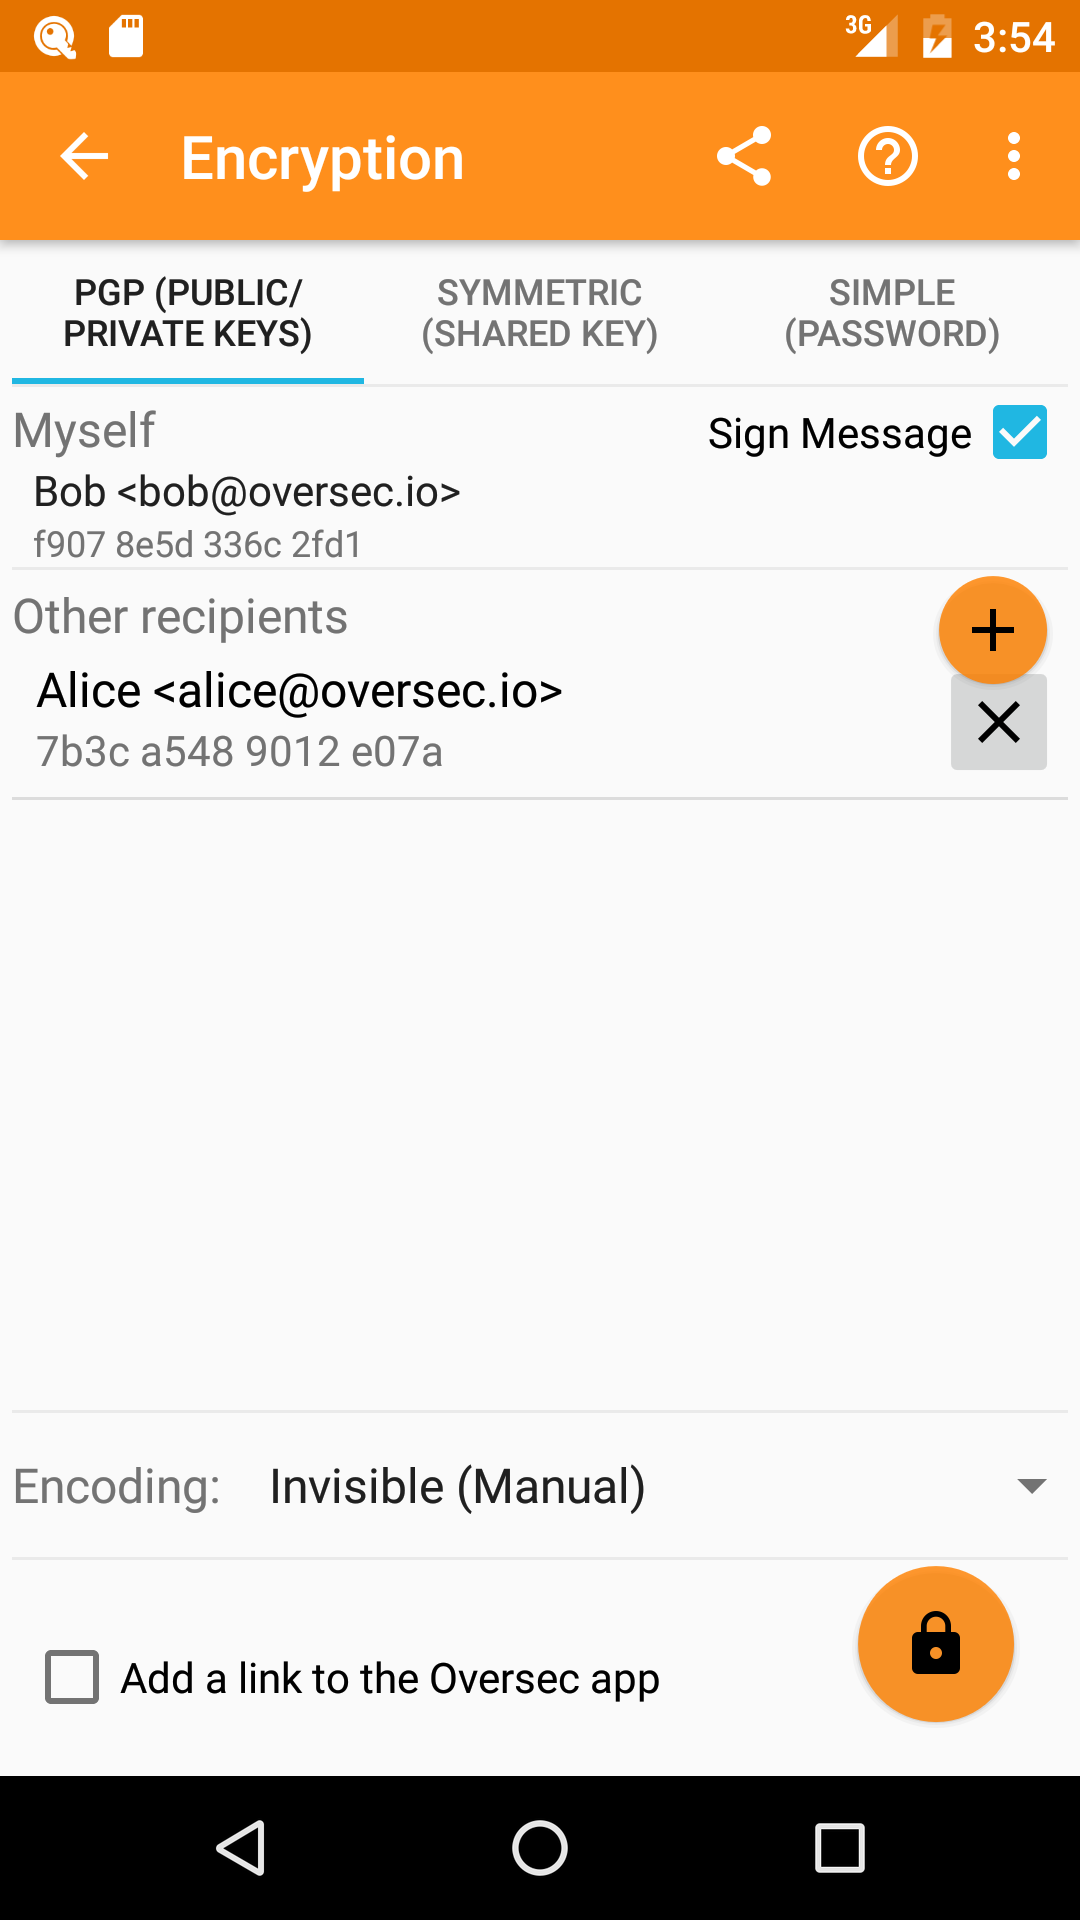 3G 3:54
Encryption
PGP (PUBLIC/
PRIVATE KEYS)
SYMMETRIC
(SHARED KEY)
SIMPLE
(PASSWORD)
Myself
Sign Message
Bob <bob@oversec.io>
f907 8e5d 336c 2fd1
Other recipients
Alice <alice@oversec.io>
7b3c a548 9012 e07a
Encoding: Invisible (Manual)
Add a link to the Oversec app